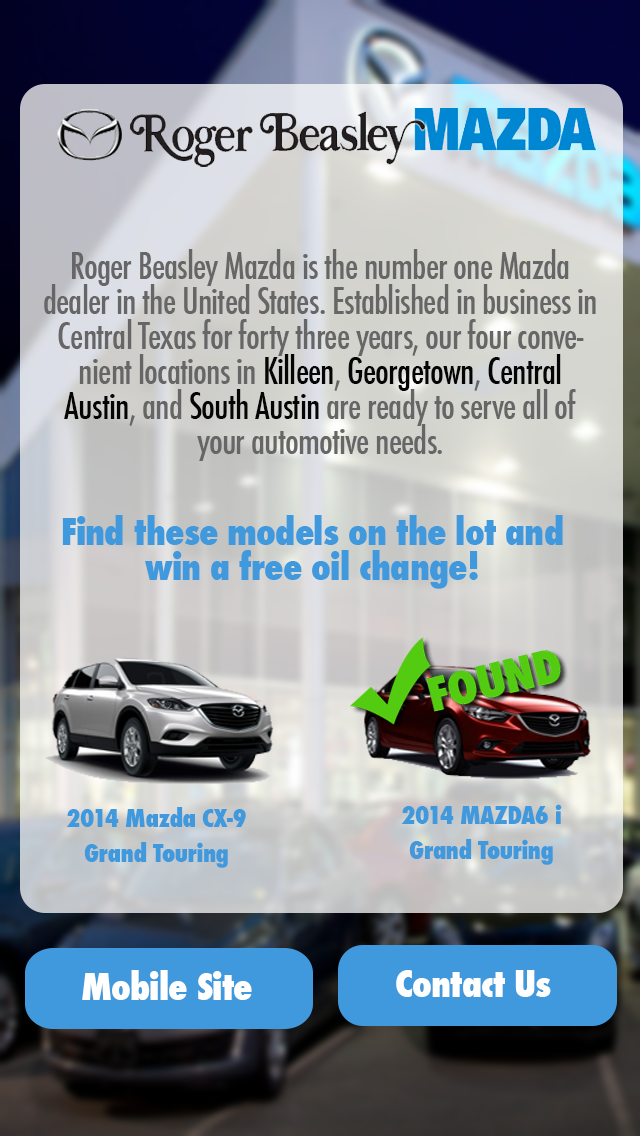 Roger Beasley MAZDA
mazda
Roger Beasley Mazda is the number one Mazda
dealer in the United States. Established in business in
Central Texas for forty three years, our four conve-
nient locations in Killeen, Georgetown, Central
Austin, and South Austin are ready to serve all of
your automotive needs.
Find these models on the lot and
win a free oil change!
FOUND
2014 Mazda CX-9
Grand Touring
2014 MAZDA6 i
Grand Touring
Mobile Site
Contact Us